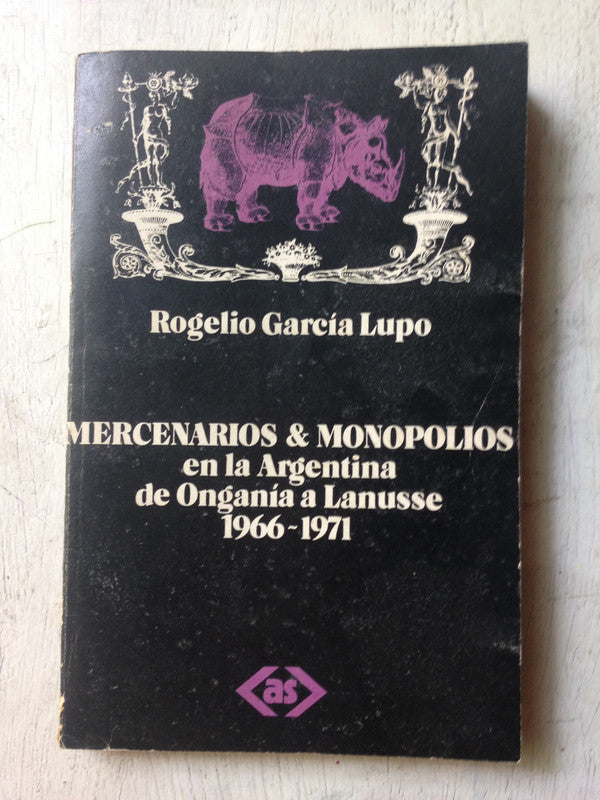 Rogelio García Lupo
MERCENARIOS & MONOPOLIOS
en la Argentina
de Onganía a Lanusse
1966~1971
as